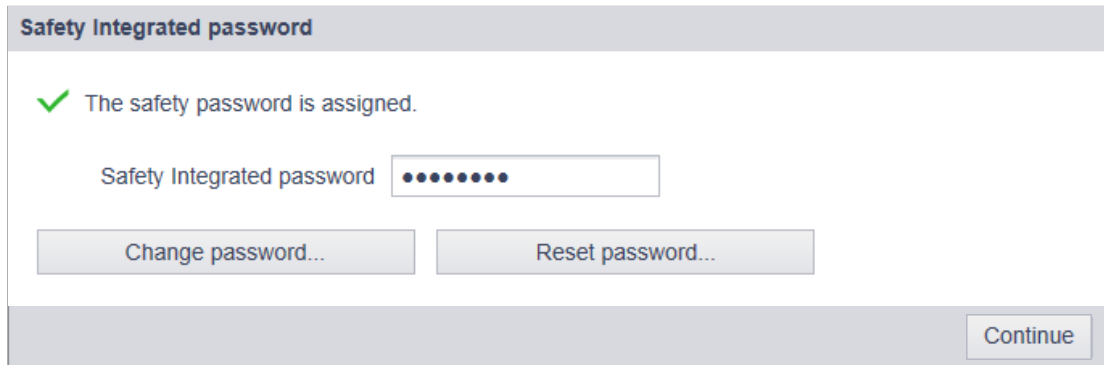 Safety Integrated password
The safety password is assigned.
Safety Integrated password ●●●●●●●●
Change password... Reset password...
Continue